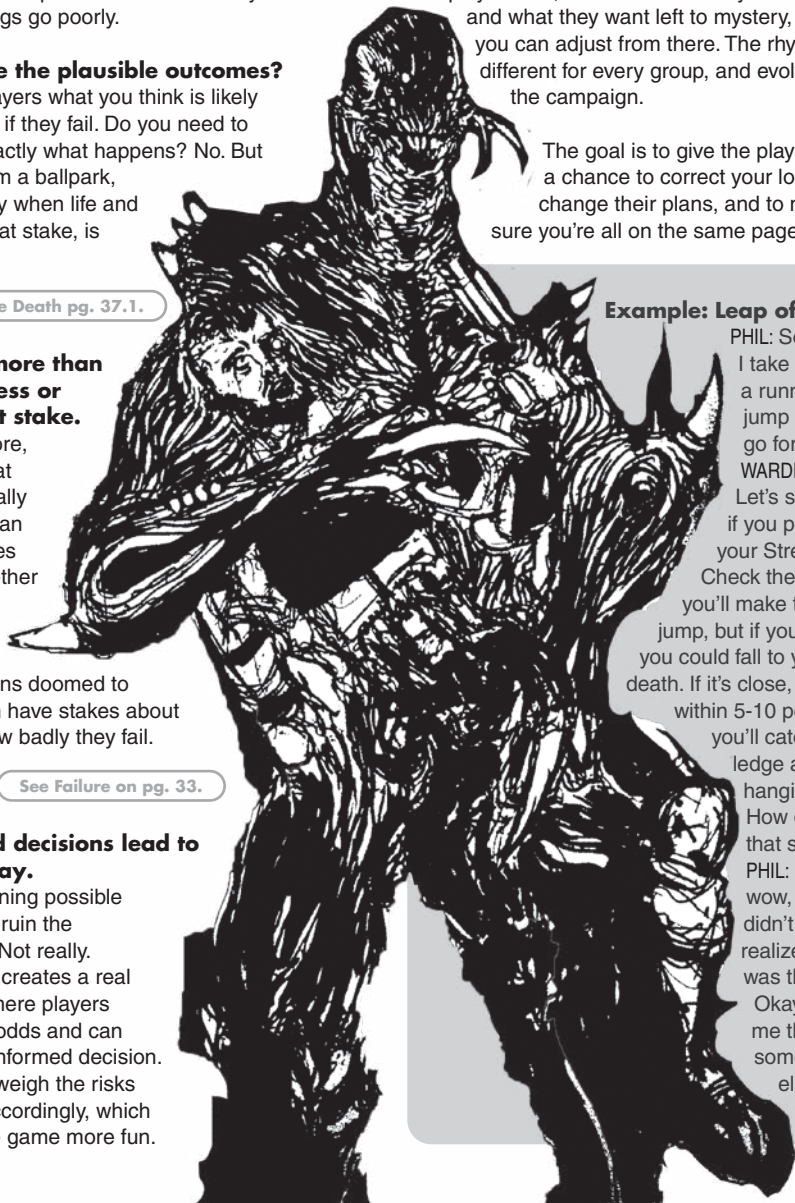 gs go poorly.
e the plausible outcomes?
ayers what you think is likely
if they fail. Do you need to
actly what happens? No. But
m a ballpark,
y when life and
at stake, is
e Death pg. 37.1.
more than
ess or
t stake.
ore,
at
ally
an
es
ther
ns doomed to
n have stakes about
w badly they fail.
See Failure on pg. 33.
d decisions lead to
ay.
ning possible
ruin the
Not really.
creates a real
here players
odds and can
nformed decision.
weigh the risks
ccordingly, which
e game more fun.
and what they want left to mystery,
you can adjust from there. The rhy
different for every group, and evol
the campaign.
The goal is to give the play
a chance to correct your lo
change their plans, and to m
sure you're all on the same page
Example: Leap of
PHIL: So
I take
a runn
jump
go for
WARDE
Let's s
if you p
your Stre
Check the
you'll make t
jump, but if you
you could fall to y
death. If it's close,
within 5-10 po
you'll catc
ledge a
hangi
How d
that s
PHIL:
wow,
didn't
realize
was th
Okay
me th
some
el